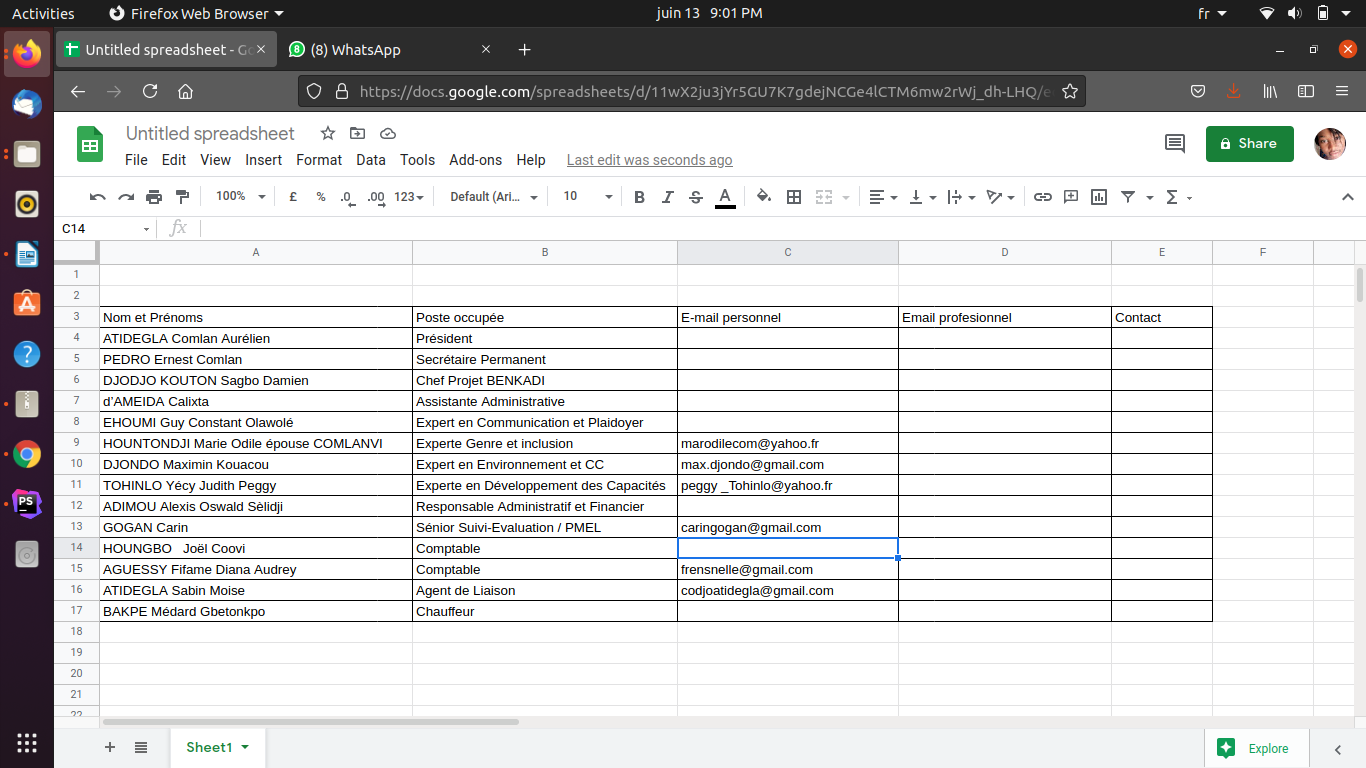 Activities Firefox Web Browser juin 13 9:01 PM fr
Untitled spreadsheet - Go (8) WhatsApp
https://docs.google.com/spreadsheets/d/11wX2ju3jYr5GU7K7gdejNCGe4lCTM6mw2rWj_dh-LHQ/e
Untitled spreadsheet
Share
File Edit View Insert Format Data Tools Add-ons Help Last edit was seconds ago
100% £ % .0 .00 123 Default (Ari... 10 B I S A Σ
C14 fx
A B C D E F
1
2
3 Nom et Prénoms Poste occupée E-mail personnel Email profesionnel Contact
4 ATIDEGLA Comlan Aurélien Président
5 PEDRO Ernest Comlan Secrétaire Permanent
6 DJODJO KOUTON Sagbo Damien Chef Projet BENKADI
7 d’AMEIDA Calixta Assistante Administrative
8 EHOUMI Guy Constant Olawolé Expert en Communication et Plaidoyer
9 HOUNTONDJI Marie Odile épouse COMLANVI Experte Genre et inclusion marodilecom@yahoo.fr
10 DJONDO Maximin Kouacou Expert en Environnement et CC max.djondo@gmail.com
11 TOHINLO Yécy Judith Peggy Experte en Développement des Capacités peggy _Tohinlo@yahoo.fr
12 ADIMOU Alexis Oswald Sèlidji Responsable Administratif et Financier
13 GOGAN Carin Sénior Suivi-Evaluation / PMEL caringogan@gmail.com
14 HOUNGBO Joël Coovi Comptable
15 AGUESSY Fifame Diana Audrey Comptable frensnelle@gmail.com
16 ATIDEGLA Sabin Moise Agent de Liaison codjoatidegla@gmail.com
17 BAKPE Médard Gbetonkpo Chauffeur
18
19
20
21
22
Sheet1 Explore